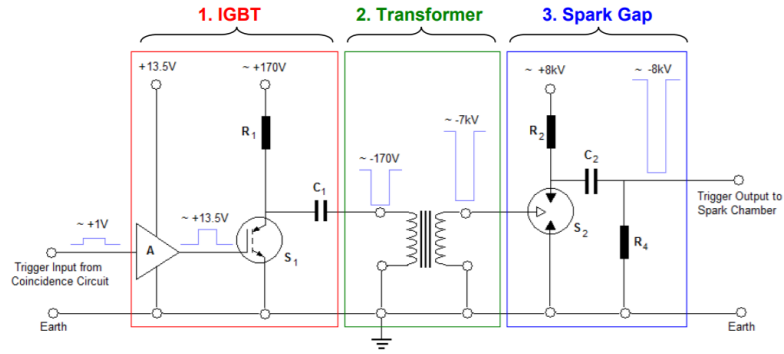 1. IGBT
2. Transformer
3. Spark Gap
+13.5V
~ +170V
~ +8kV
~ -8kV
R1
R2
~ -7kV
~ -170V
C1
C2
~ +1V
~ +13.5V
A
S1
S2
R4
Trigger Input from
Coincidence Circuit
Trigger Output to
Spark Chamber
Earth
Earth